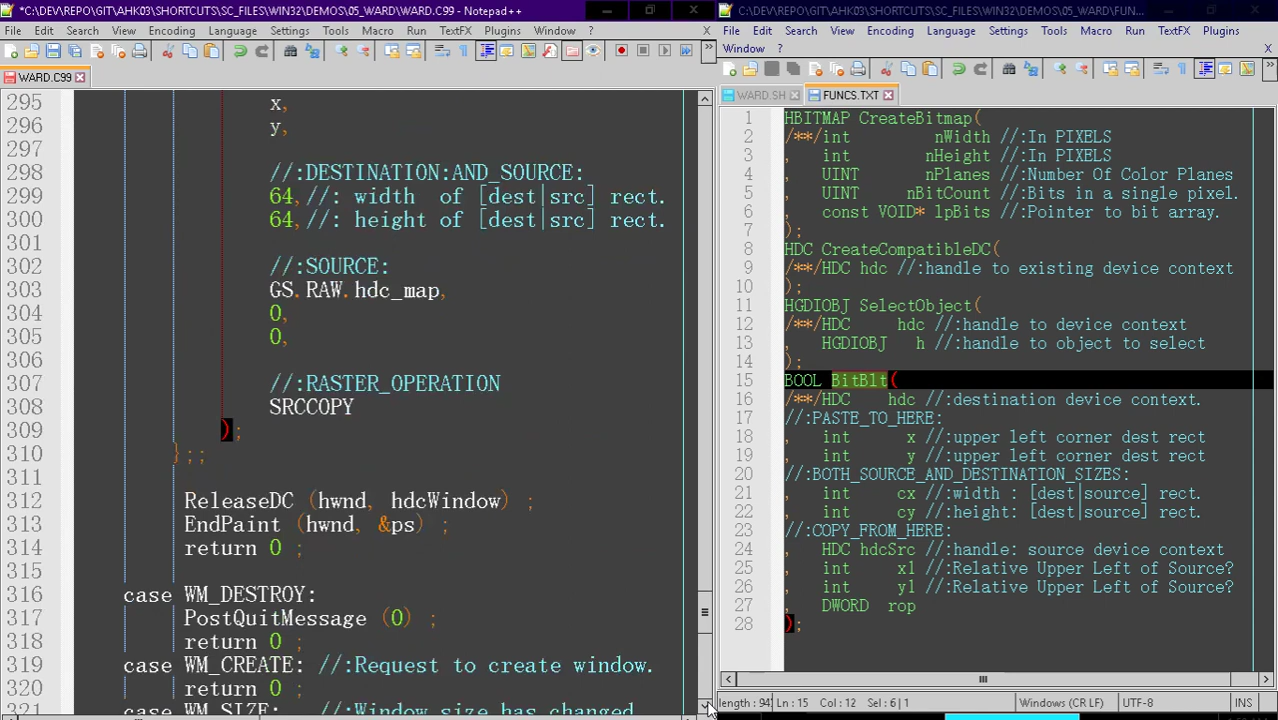 *C:\DEV\REPO\GIT\AHK03\SHORTCUTS\SC_FILES\WIN32\DEMOS\05_WARD\WARD.C99 - Notepad++
File Edit Search View Encoding Language Settings Tools Macro Run TextFX Plugins Window ?
WARD.C99
295 x,
296 y,
297
298 //:DESTINATION:AND_SOURCE:
299 64,//: width  of [dest|src] rect.
300 64,//: height of [dest|src] rect.
301
302 //:SOURCE:
303 GS.RAW.hdc_map,
304 0,
305 0,
306
307 //:RASTER_OPERATION
308 SRCCOPY
309 );
310 };;
311
312 ReleaseDC (hwnd, hdcWindow) ;
313 EndPaint (hwnd, &ps) ;
314 return 0 ;
315
316 case WM_DESTROY:
317 PostQuitMessage (0) ;
318 return 0 ;
319 case WM_CREATE: //:Request to create window.
320 return 0 ;
321 case WM_SIZE: //:Window size has changed
C:\DEV\REPO\GIT\AHK03\SHORTCUTS\SC_FILES\WIN32\DEMOS\05_WARD\FUN...
File Edit Search View Encoding Language Settings Tools Macro Run TextFX Plugins
Window ? X
WARD.SH FUNCS.TXT
1 HBITMAP CreateBitmap(
2 /**/int nWidth //:In PIXELS
3 , int nHeight //:In PIXELS
4 , UINT nPlanes //:Number Of Color Planes
5 , UINT nBitCount //:Bits in a single pixel.
6 , const VOID* lpBits //:Pointer to bit array.
7 );
8 HDC CreateCompatibleDC(
9 /**/HDC hdc //:handle to existing device context
10 );
11 HGDIOBJ SelectObject(
12 /**/HDC hdc //:handle to device context
13 , HGDIOBJ h //:handle to object to select
14 );
15 BOOL BitBlt(
16 /**/HDC hdc //:destination device context.
17 //:PASTE_TO_HERE:
18 , int x //:upper left corner dest rect
19 , int y //:upper left corner dest rect
20 //:BOTH_SOURCE_AND_DESTINATION_SIZES:
21 , int cx //:width : [dest|source] rect.
22 , int cy //:height: [dest|source] rect.
23 //:COPY_FROM_HERE:
24 , HDC hdcSrc //:handle: source device context
25 , int x1 //:Relative Upper Left of Source?
26 , int y1 //:Relative Upper Left of Source?
27 , DWORD rop
28 );
length : 94 Ln : 15 Col : 12 Sel : 6 | 1 Windows (CR LF) UTF-8 INS